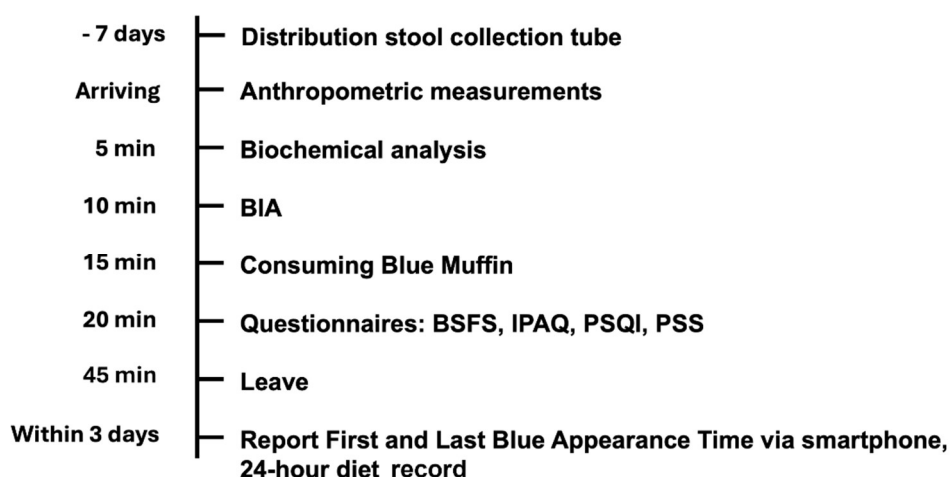 - 7 days Distribution stool collection tube
Arriving Anthropometric measurements
5 min Biochemical analysis
10 min BIA
15 min Consuming Blue Muffin
20 min Questionnaires: BSFS, IPAQ, PSQI, PSS
45 min Leave
Within 3 days Report First and Last Blue Appearance Time via smartphone,
24-hour diet record